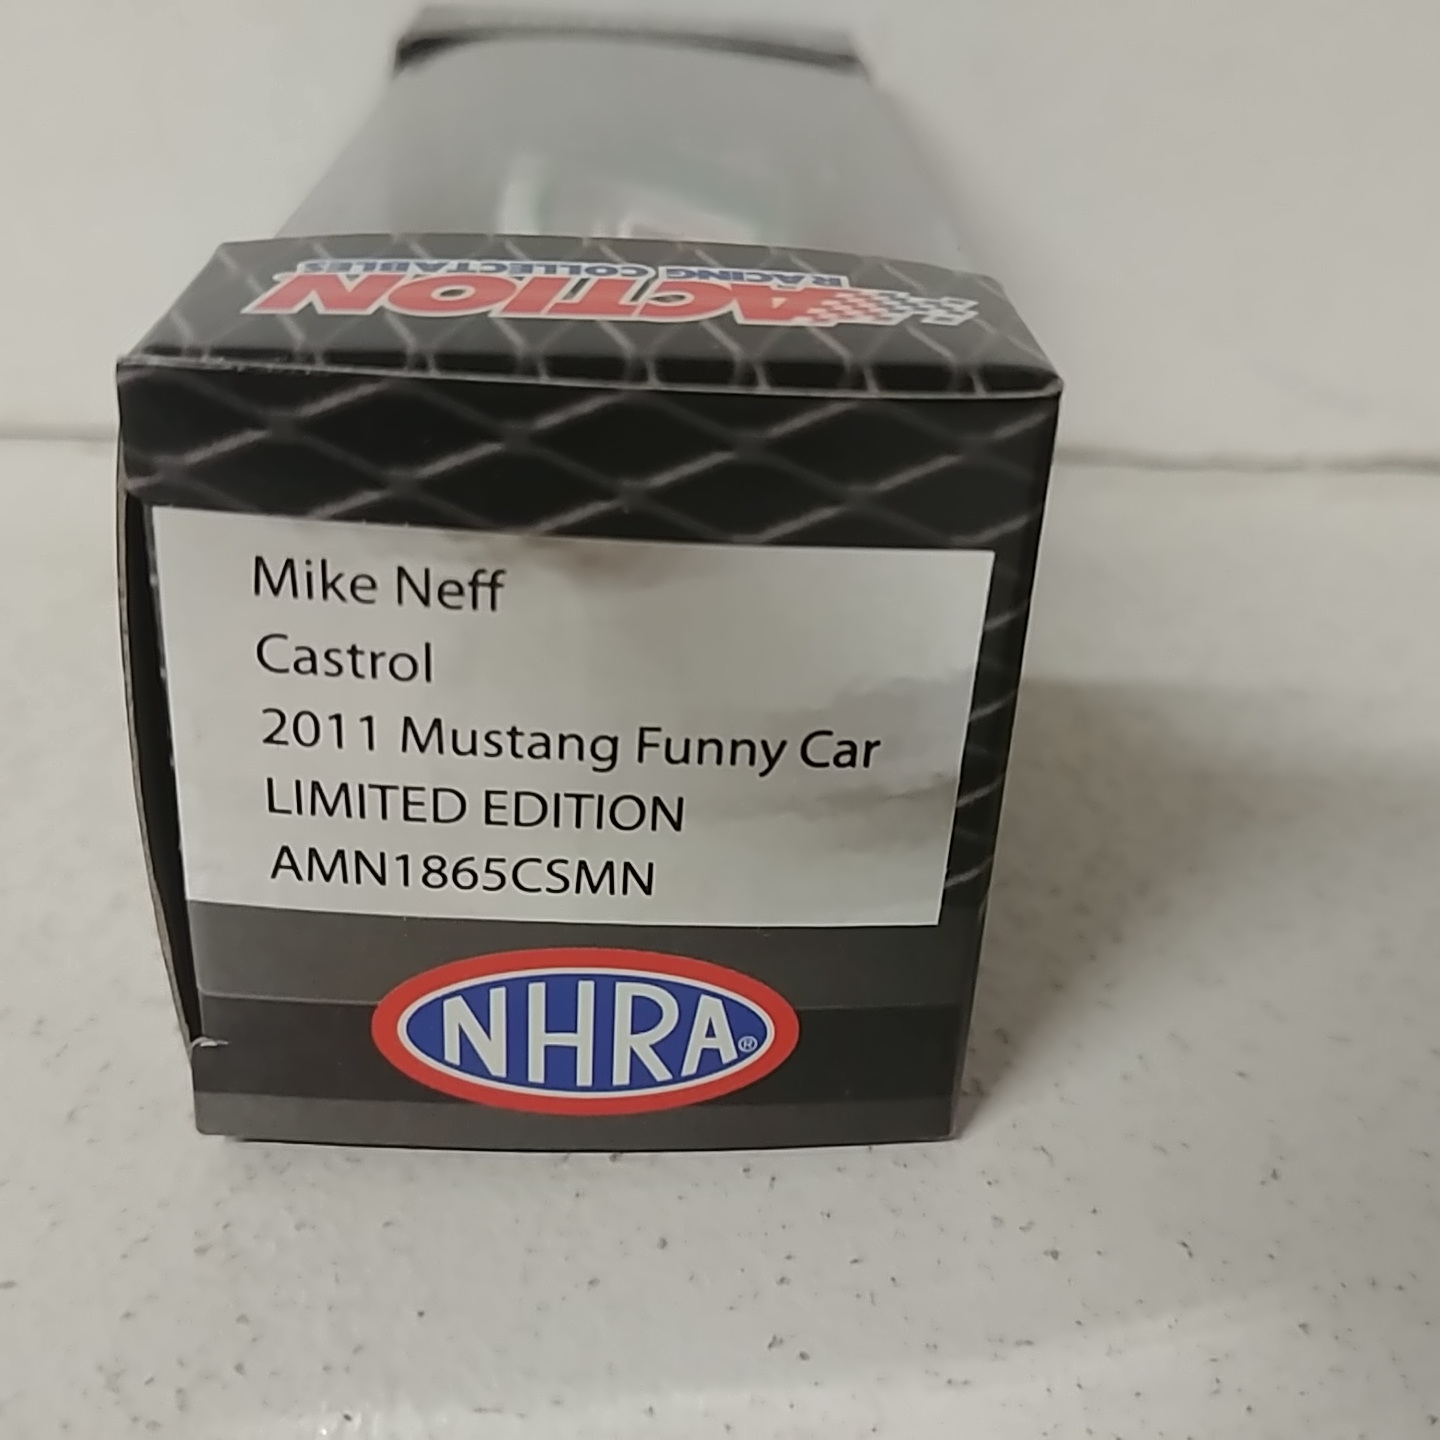 ACTION
RACING COLLECTABLES
Mike Neff
Castrol
2011 Mustang Funny Car
LIMITED EDITION
AMN1865CSMN
NHRA®